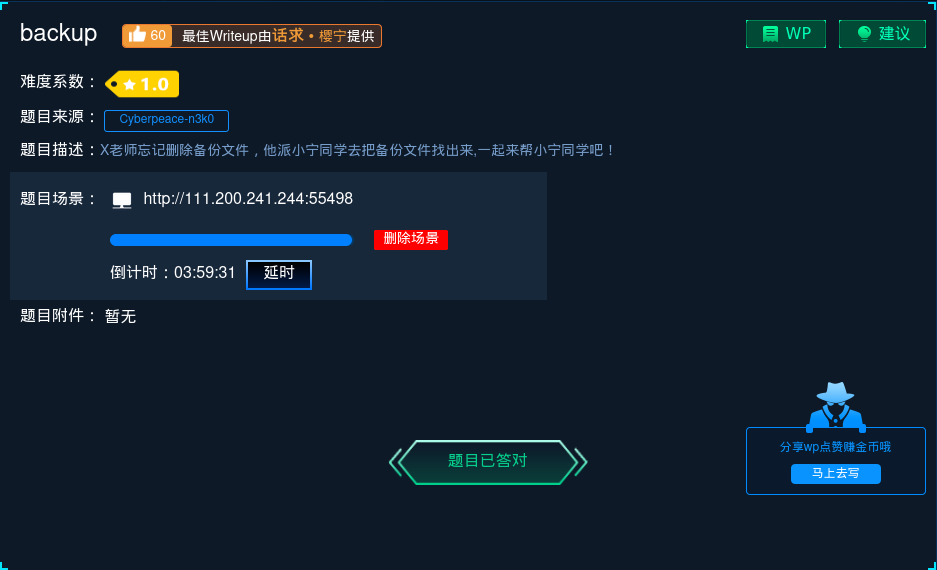 backup 60 最佳Writeup由话求•樱宁提供 WP 建议
难度系数： 1.0
题目来源： Cyberpeace-n3k0
题目描述：X老师忘记删除备份文件，他派小宁同学去把备份文件找出来,一起来帮小宁同学吧！
题目场景： http://111.200.241.244:55498
删除场景
倒计时：03:59:31 延时
题目附件： 暂无
题目已答对
分享wp点赞赚金币哦
马上去写